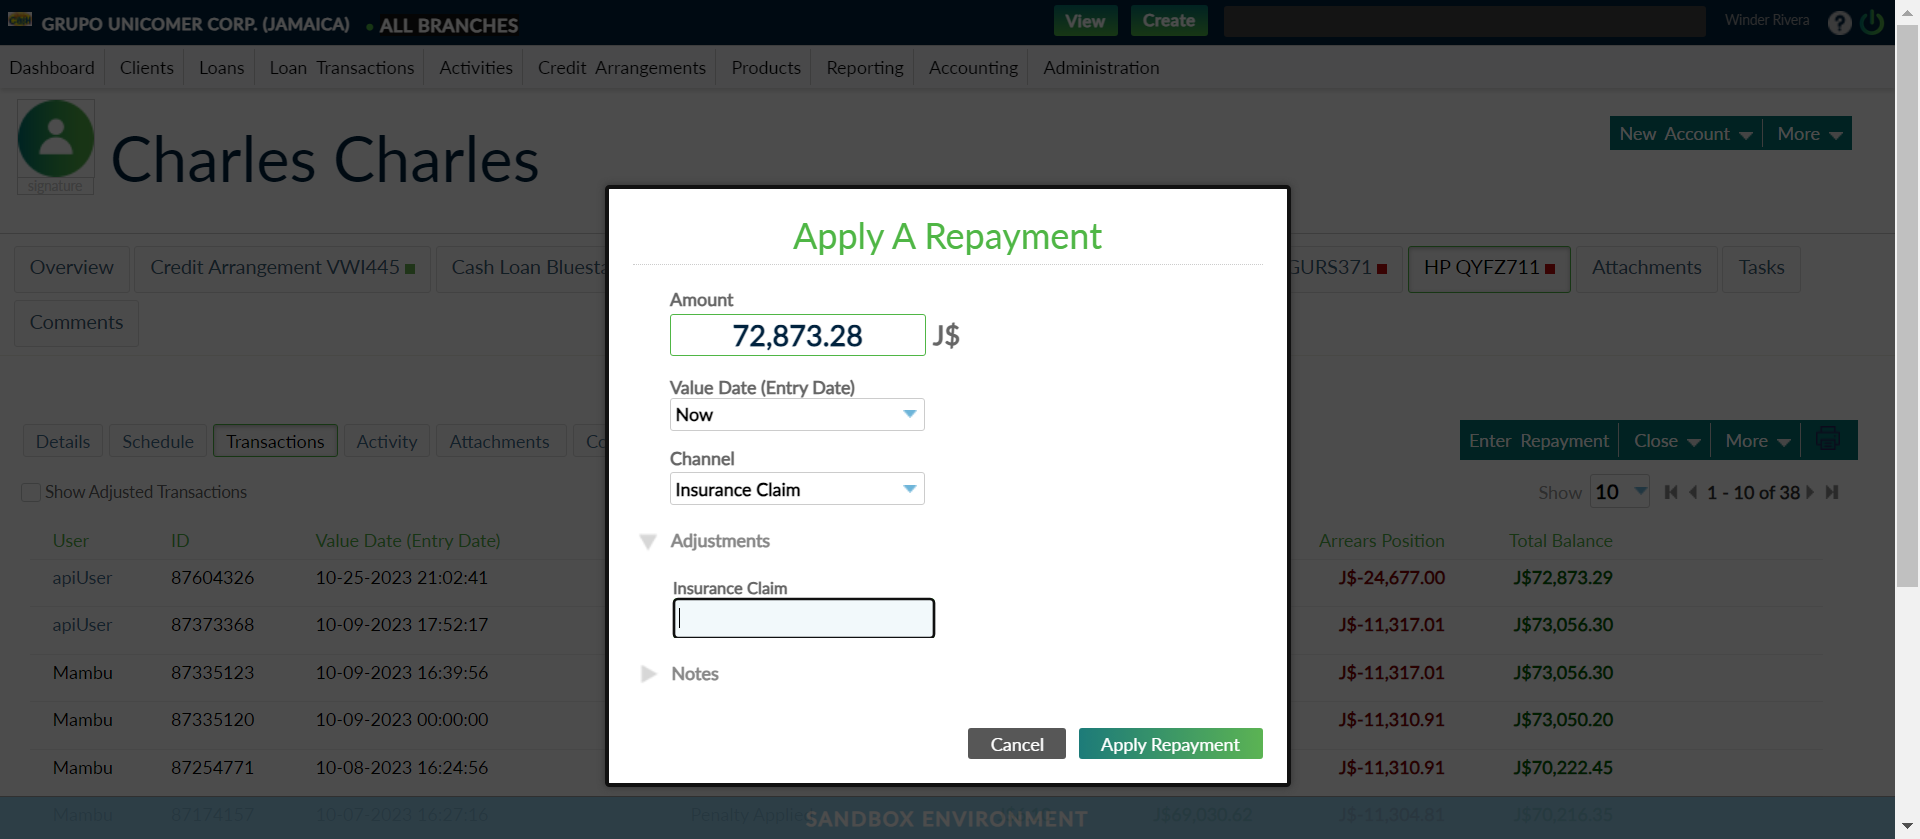 GRUPO UNICOMER CORP. (JAMAICA) • ALL BRANCHES View Create Winder Rivera ?
Dashboard Clients Loans Loan Transactions Activities Credit Arrangements Products Reporting Accounting Administration
signature
Charles Charles
New Account More
Overview Credit Arrangement VWI445 Cash Loan Bluesta GURS371 HP QYFZ711 Attachments Tasks
Comments
Apply A Repayment
Amount
72,873.28 J$
Value Date (Entry Date)
Now
Channel
Insurance Claim
Adjustments
Insurance Claim
Notes
Cancel Apply Repayment
Details Schedule Transactions Activity Attachments Co
Enter Repayment Close More
Show Adjusted Transactions
Show 10 1 - 10 of 38
User ID Value Date (Entry Date) Arrears Position Total Balance
apiUser 87604326 10-25-2023 21:02:41 J$-24,677.00 J$72,873.29
apiUser 87373368 10-09-2023 17:52:17 J$-11,317.01 J$73,056.30
Mambu 87335123 10-09-2023 16:39:56 J$-11,317.01 J$73,056.30
Mambu 87335120 10-09-2023 00:00:00 J$-11,310.91 J$73,050.20
Mambu 87254771 10-08-2023 16:24:56 J$-11,310.91 J$70,222.45
Mambu 87174157 10-07-2023 16:27:16 Penalty Applie J$69,030.62 J$-11,304.81 J$70,216.35
SANDBOX ENVIRONMENT